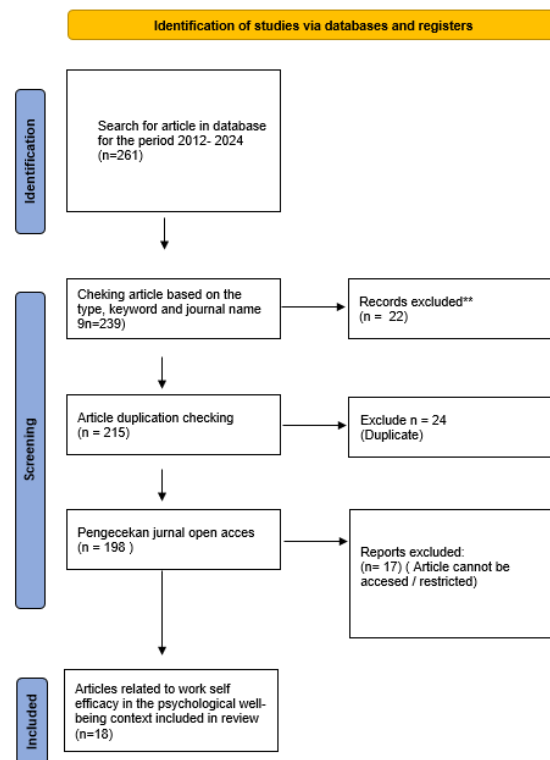 Identification of studies via databases and registers
Identification
Search for article in database
for the period 2012- 2024
(n=261)
Screening
Cheking article based on the
type, keyword and journal name
9n=239)
Records excluded**
(n = 22)
Article duplication checking
(n = 215)
Exclude n = 24
(Duplicate)
Pengecekan jurnal open acces
(n = 198 )
Reports excluded:
(n= 17) ( Article cannot be
accesed / restricted)
Included
Articles related to work self
efficacy in the psychological well-
being context included in review
(n=18)